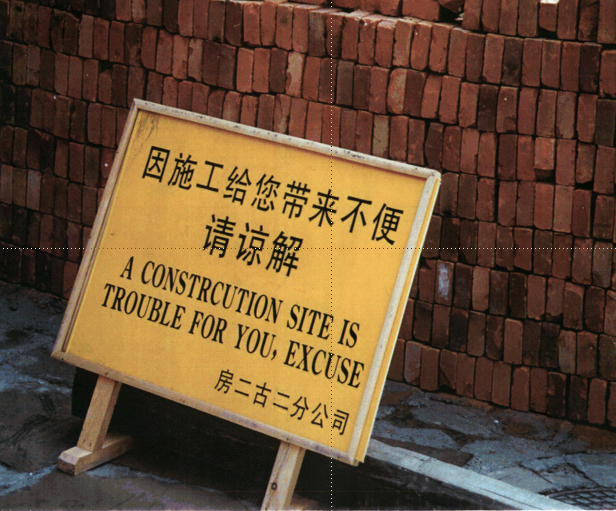 因施工给您带来不便
请谅解
A CONSTRCUTION SITE IS
TROUBLE FOR YOU, EXCUSE
房二古二分公司